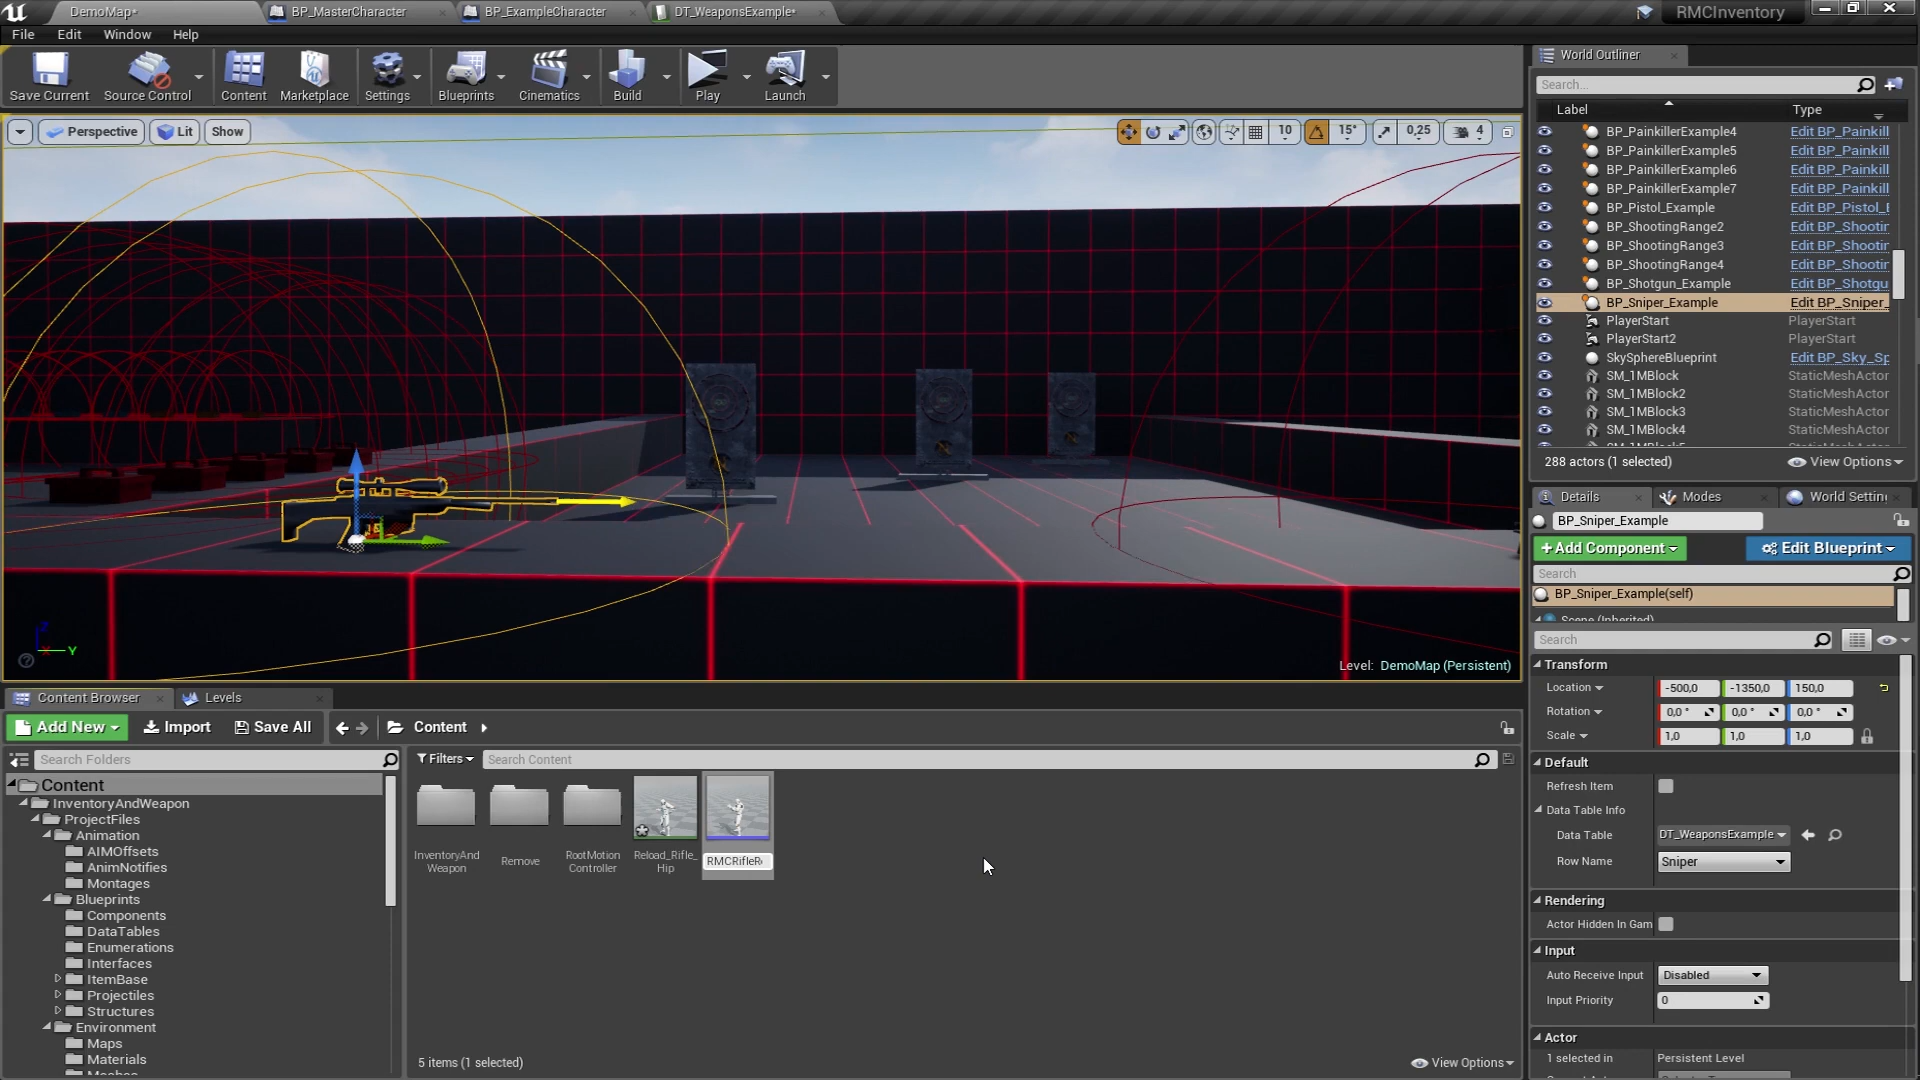 DemoMap*
BP_MasterCharacter
BP_ExampleCharacter
DT_WeaponsExample*
RMCInventory
File
Edit
Window
Help
Save Current
Source Control
Content
Marketplace
Settings
Blueprints
Cinematics
Build
Play
Launch
Perspective
Lit
Show
10
15°
0,25
4
Z
X
Y
Level: DemoMap (Persistent)
World Outliner
Search...
Label
Type
BP_PainkillerExample4 Edit BP_Painkill
BP_PainkillerExample5 Edit BP_Painkill
BP_PainkillerExample6 Edit BP_Painkill
BP_PainkillerExample7 Edit BP_Painkill
BP_Pistol_Example Edit BP_Pistol_E
BP_ShootingRange2 Edit BP_Shootin
BP_ShootingRange3 Edit BP_Shootin
BP_ShootingRange4 Edit BP_Shootin
BP_Shotgun_Example Edit BP_Shotgu
BP_Sniper_Example Edit BP_Sniper_
PlayerStart PlayerStart
PlayerStart2 PlayerStart
SkySphereBlueprint Edit BP_Sky_Sp
SM_1MBlock StaticMeshActor
SM_1MBlock2 StaticMeshActor
SM_1MBlock3 StaticMeshActor
SM_1MBlock4 StaticMeshActor
288 actors (1 selected)
View Options
Details
Modes
World Settin
BP_Sniper_Example
+Add Component
Edit Blueprint
Search
BP_Sniper_Example(self)
Scene (Inherited)
Search
Transform
Location -500,0 -1350,0 150,0
Rotation 0,0 ° 0,0 ° 0,0 °
Scale 1,0 1,0 1,0
Default
Refresh Item
Data Table Info
Data Table DT_WeaponsExample
Row Name Sniper
Rendering
Actor Hidden In Gam
Input
Auto Receive Input Disabled
Input Priority 0
Actor
1 selected in Persistent Level
Content Browser
Levels
Add New
Import
Save All
Content
Search Folders
Filters
Search Content
Content
InventoryAndWeapon
ProjectFiles
Animation
AIMOffsets
AnimNotifies
Montages
Blueprints
Components
DataTables
Enumerations
Interfaces
ItemBase
Projectiles
Structures
Environment
Maps
Materials
InventoryAnd
Weapon
Remove
RootMotion
Controller
Reload_Rifle_
Hip
RMCRifleR
5 items (1 selected)
View Options